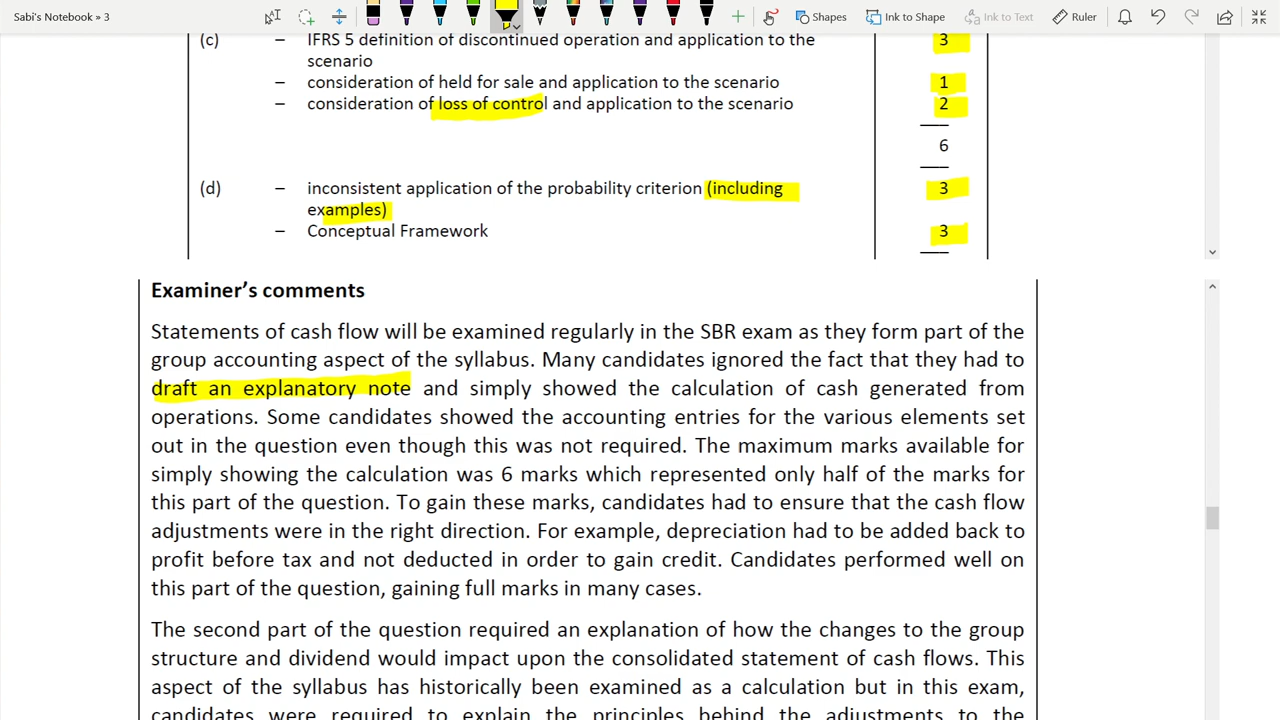 Sabi's Notebook » 3
Shapes
Ink to Shape
Ink to Text
Ruler
(c) – IFRS 5 definition of discontinued operation and application to the 3
scenario
– consideration of held for sale and application to the scenario 1
– consideration of loss of control and application to the scenario 2
6
(d) – inconsistent application of the probability criterion (including 3
examples)
– Conceptual Framework 3
Examiner's comments
Statements of cash flow will be examined regularly in the SBR exam as they form part of the
group accounting aspect of the syllabus. Many candidates ignored the fact that they had to
draft an explanatory note and simply showed the calculation of cash generated from
operations. Some candidates showed the accounting entries for the various elements set
out in the question even though this was not required. The maximum marks available for
simply showing the calculation was 6 marks which represented only half of the marks for
this part of the question. To gain these marks, candidates had to ensure that the cash flow
adjustments were in the right direction. For example, depreciation had to be added back to
profit before tax and not deducted in order to gain credit. Candidates performed well on
this part of the question, gaining full marks in many cases.
The second part of the question required an explanation of how the changes to the group
structure and dividend would impact upon the consolidated statement of cash flows. This
aspect of the syllabus has historically been examined as a calculation but in this exam,
candidates were required to explain the principles behind the adjustments to the